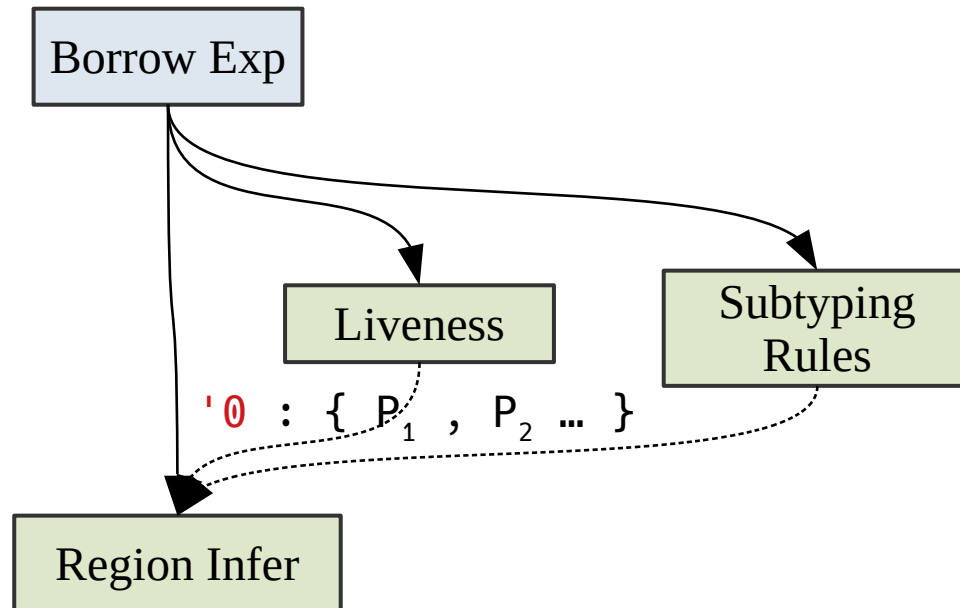 Borrow Exp
Liveness
Subtyping
Rules
'0 : { P1 , P2 … }
Region Infer